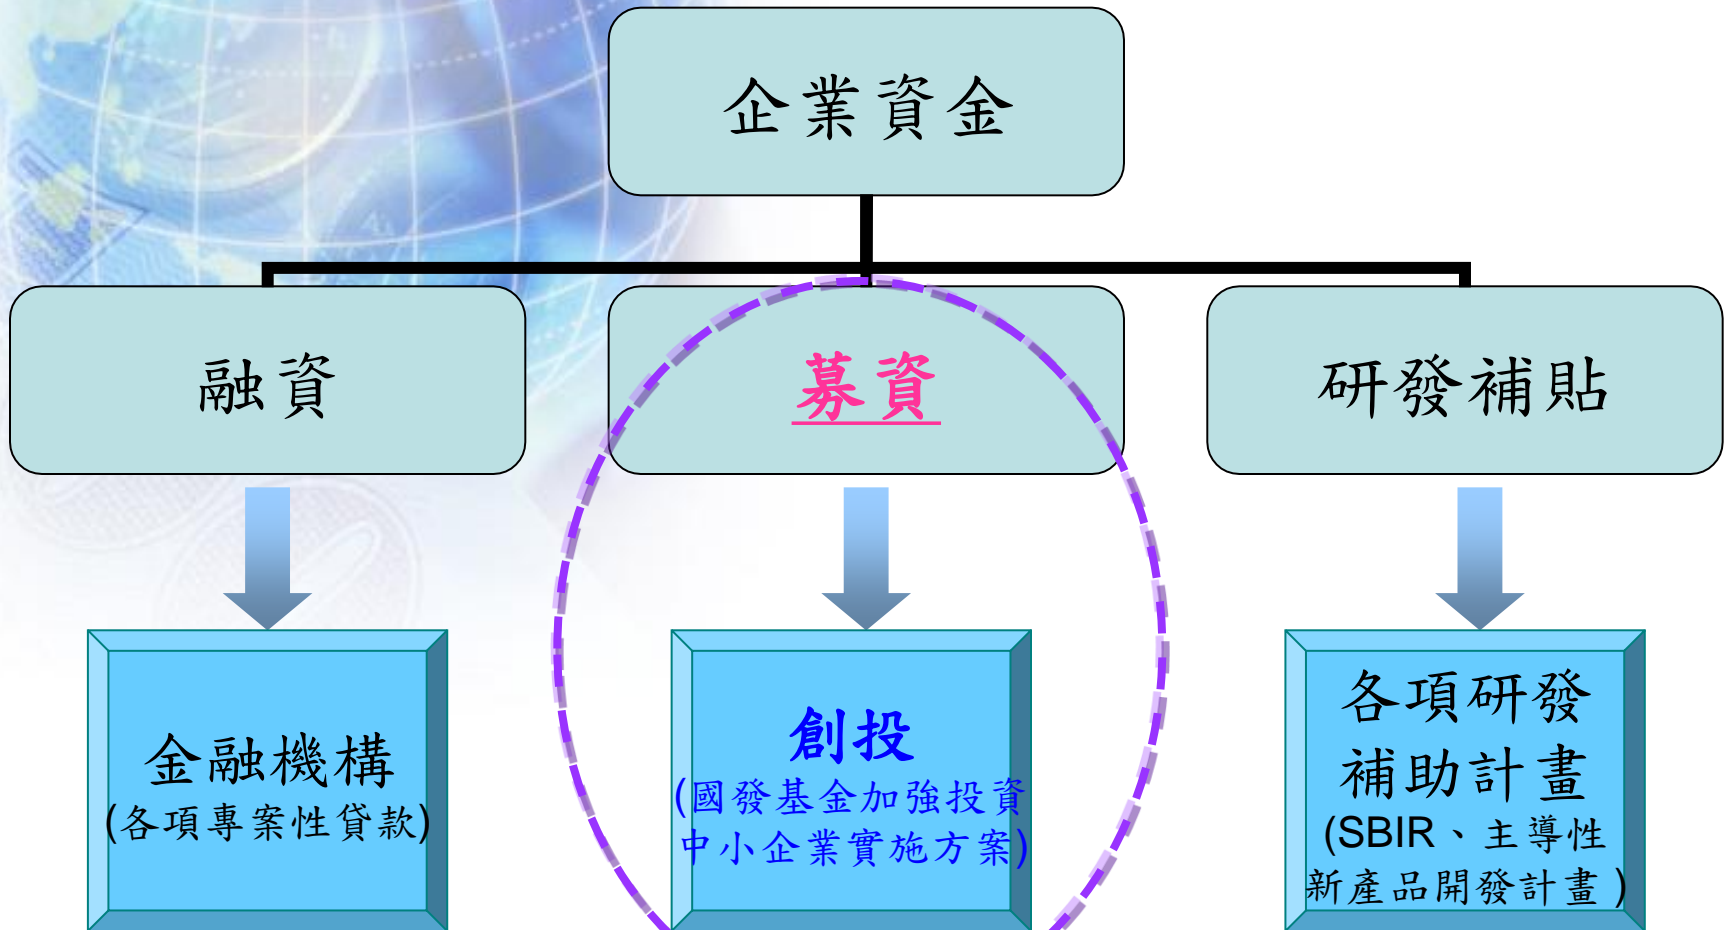 企業資金
融資
募資
研發補貼
金融機構
(各項專案性貸款)
創投
(國發基金加強投資
中小企業實施方案)
各項研發
補助計畫
(SBIR、主導性
新產品開發計畫)